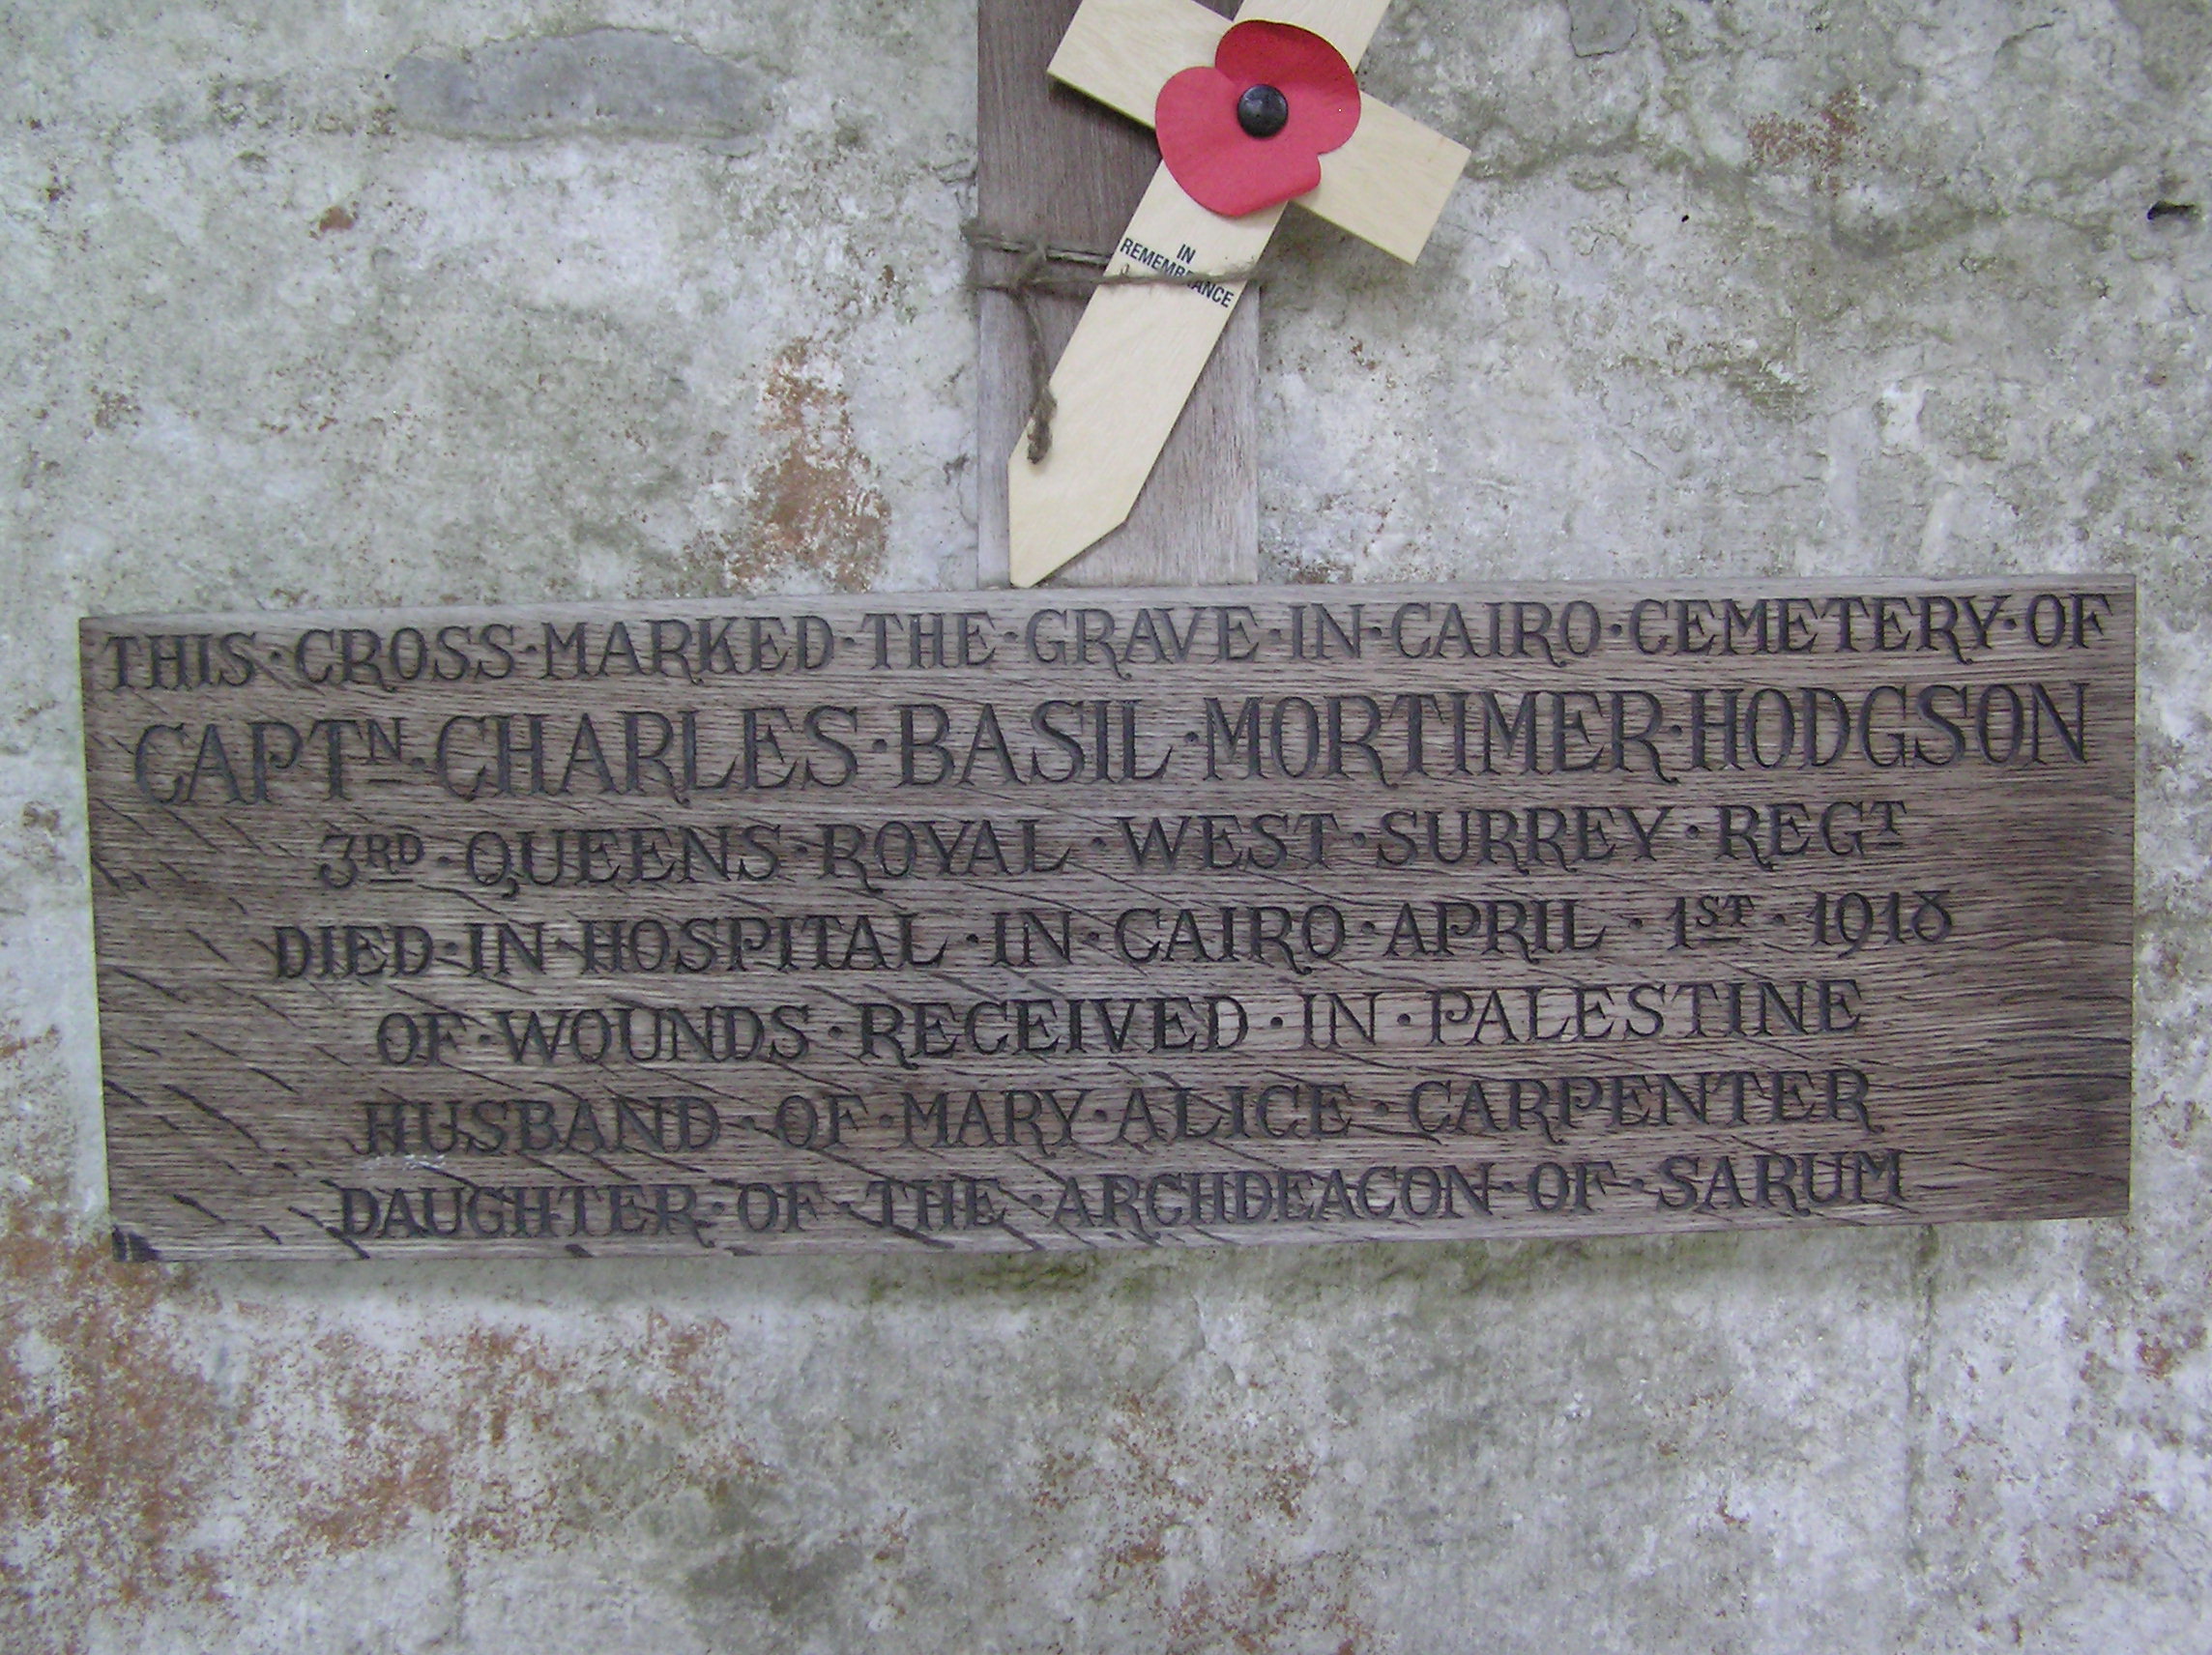 IN
REMEMBRANCE
THIS·CROSS·MARKED·THE·GRAVE·IN·CAIRO·CEMETERY·OF
CAPTN·CHARLES·BASIL·MORTIMER·HODGSON
3RD·QUEENS·ROYAL·WEST·SURREY·REGT
DIED·IN·HOSPITAL·IN·CAIRO·APRIL·1ST·1918
OF·WOUNDS·RECEIVED·IN·PALESTINE
HUSBAND·OF·MARY·ALICE·CARPENTER
DAUGHTER·OF·THE·ARCHDEACON·OF·SARUM